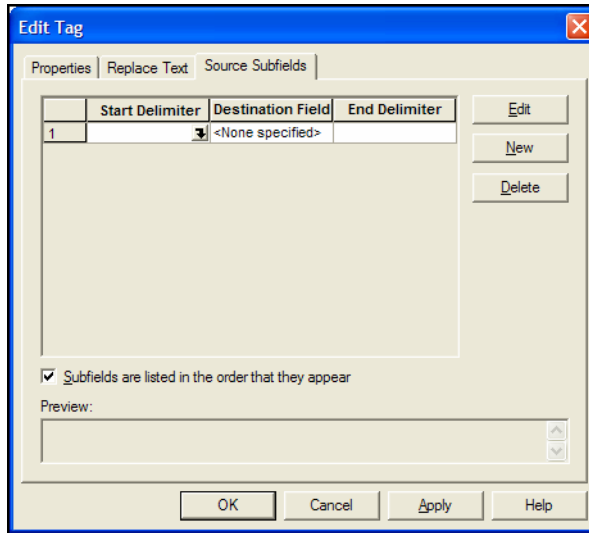 Edit Tag
Properties Replace Text Source Subfields
Start Delimiter Destination Field End Delimiter
1 <None specified>
Edit
New
Delete
Subfields are listed in the order that they appear
Preview:
OK Cancel Apply Help